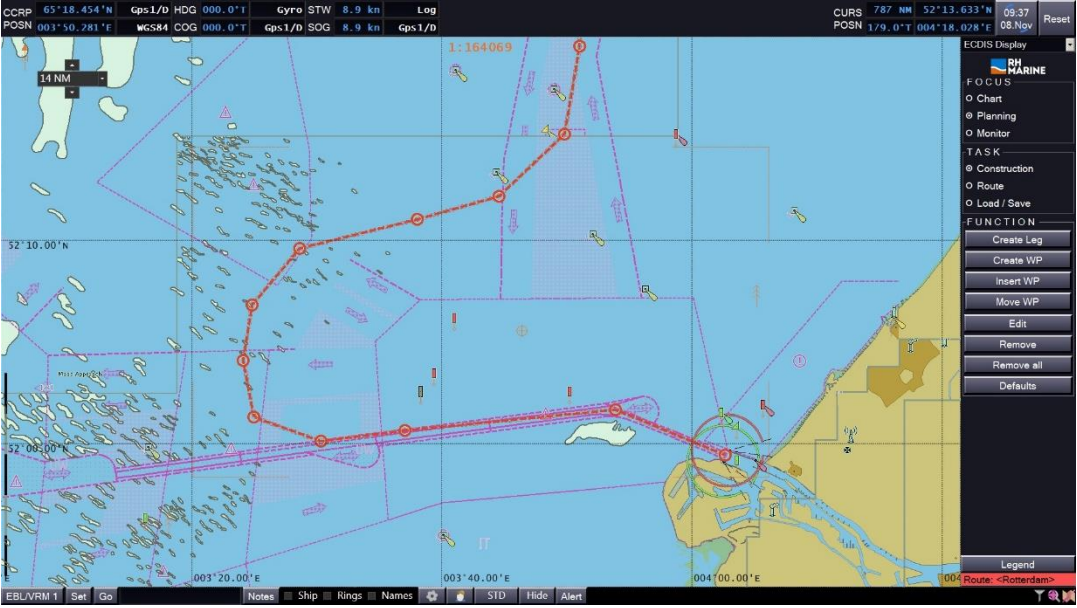 CCRP 65°18.454'N Gps1/D HDG 000.0°T Gyro STW 8.9 kn Log
POSN 003°50.281'E WGS84 COG 000.0°T Gps1/D SOG 8.9 kn Gps1/D
CURS 787 NM 52°13.633'N
POSN 179.0°T 004°18.028'E
09:37
08.Nov
Reset
1:164069
14 NM
52°10.00'N
Mass Approach
52°00.00'N
003°20.00'E
003°40.00'E
004°00.00'E
004
ECDIS Display
RH
MARINE
FOCUS
Chart
Planning
Monitor
TASK
Construction
Route
Load / Save
FUNCTION
Create Leg
Create WP
Insert WP
Move WP
Edit
Remove
Remove all
Defaults
Legend
Route: <Rotterdam>
EBL/VRM 1 Set Go Notes Ship Rings Names STD Hide Alert